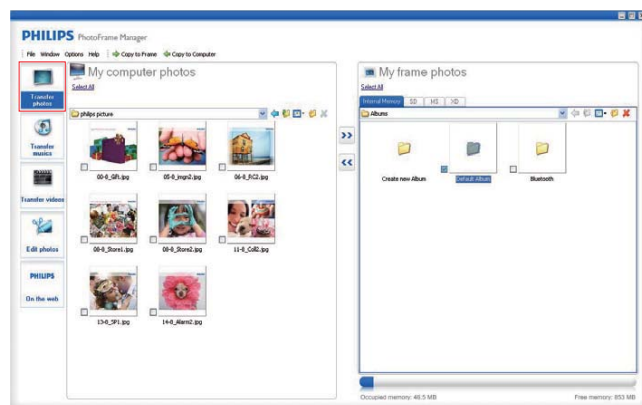 PHILIPS PhotoFrame Manager
File Window Options Help Copy to Frame Copy to Computer
Transfer photos
Transfer musics
Transfer videos
Edit photos
PHILIPS
On the web
My computer photos
Select All
philips picture
00-0_Gift.jpg
05-0_imgn2.jpg
06-0_RC2.jpg
08-0_Store1.jpg
08-0_Store2.jpg
11-0_Coll2.jpg
13-0_SP1.jpg
14-0_Alarm2.jpg
My frame photos
Select All
Internal Memory SD MS XD
Albums
Create new Album
Default Album
Bluetooth
Occupied memory: 48.5 MB
Free memory: 853 MB